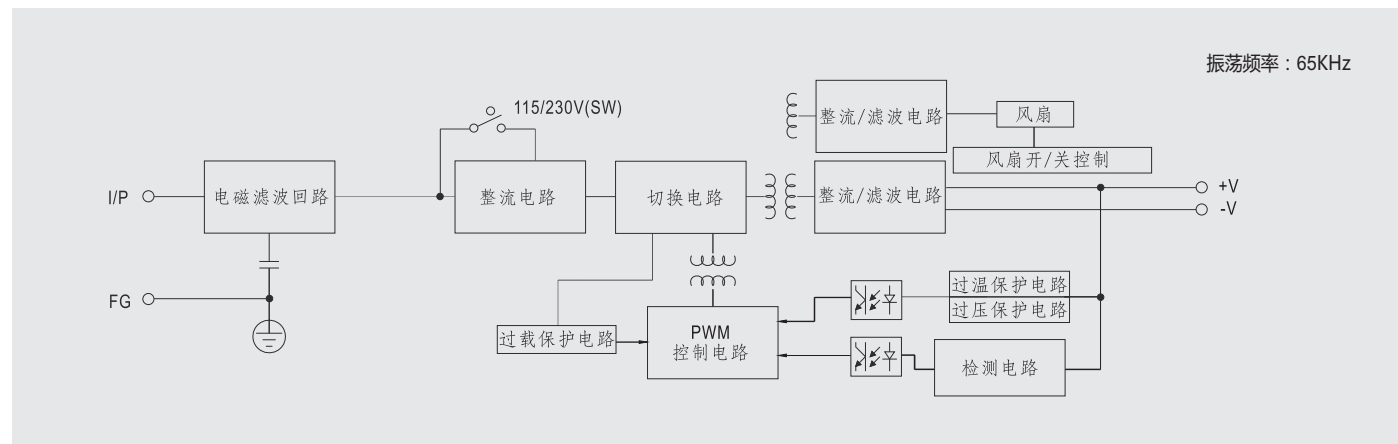 振荡频率：65KHz
115/230V(SW)
整流/滤波电路
风扇
风扇开/关控制
I/P
电磁滤波回路
整流电路
切换电路
整流/滤波电路
+V
-V
FG
过载保护电路
PWM
控制电路
过温保护电路
过压保护电路
检测电路